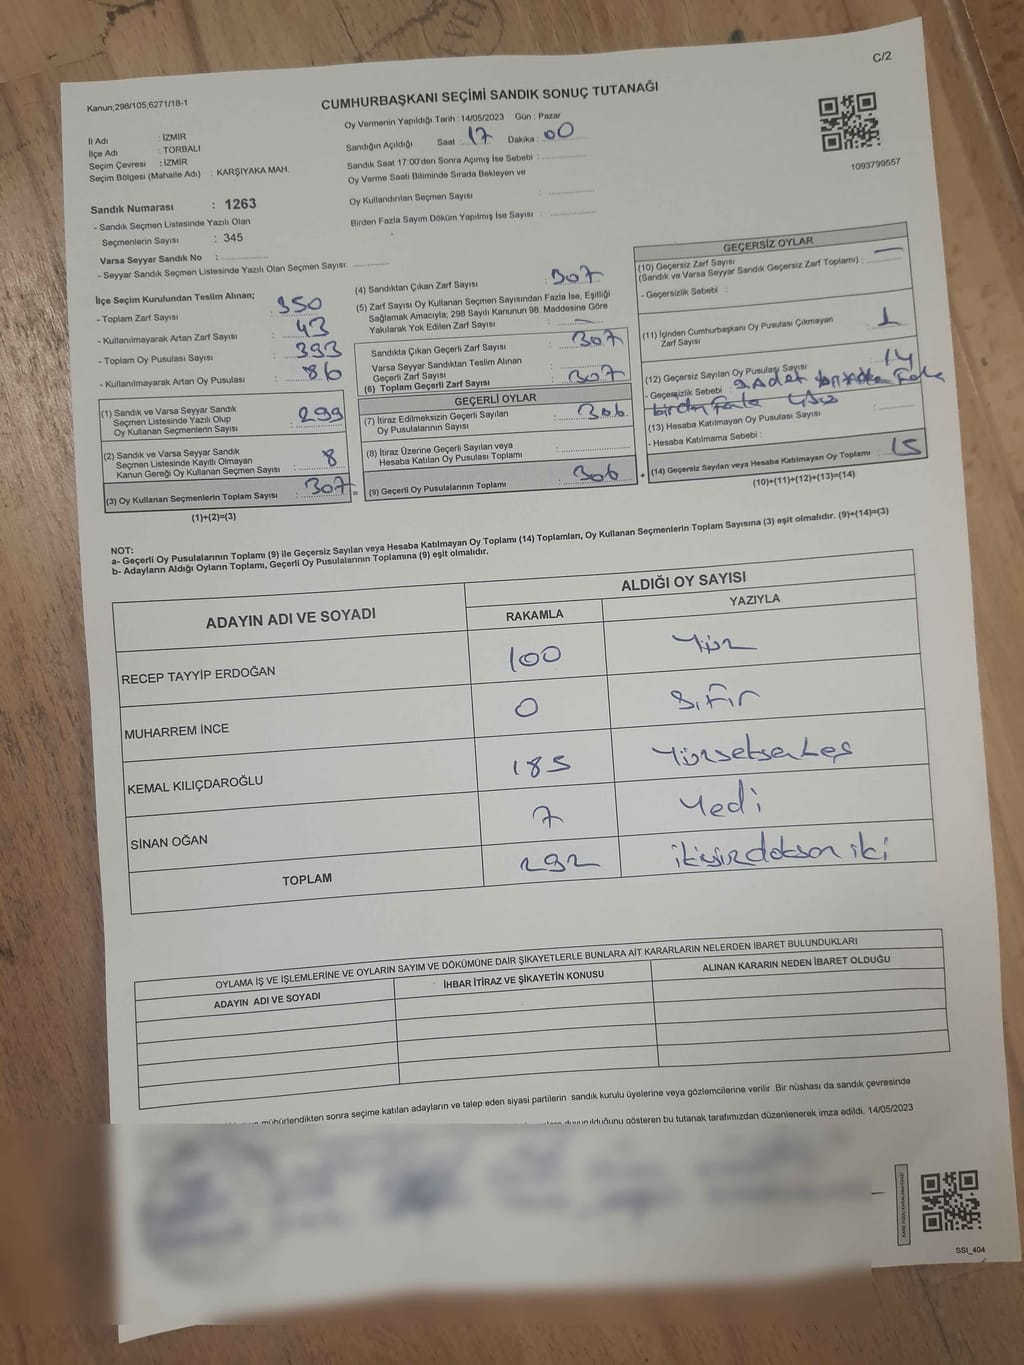 C/2
Kanun;298/105;6271/18-1
CUMHURBAŞKANI SEÇİMİ SANDIK SONUÇ TUTANAĞI
İl Adı : İZMİR
İlçe Adı : TORBALI
Seçim Çevresi : İZMİR
Seçim Bölgesi (Mahalle Adı) : KARŞIYAKA MAH.
Sandık Numarası : 1263
- Sandık Seçmen Listesinde Yazılı Olan
Seçmenlerin Sayısı : 345
Varsa Seyyar Sandık No :
- Seyyar Sandık Seçmen Listesinde Yazılı Olan Seçmen Sayısı:
Oy Vermenin Yapıldığı Tarih : 14/05/2023 Gün : Pazar
Sandığın Açıldığı Saat : 17 Dakika : 00
Sandık Saat 17:00'den Sonra Açımış İse Sebebi :
Oy Verme Saati Bitiminde Sırada Bekleyen ve
Oy Kullandırılan Seçmen Sayısı :
Birden Fazla Sayım Döküm Yapılmış İse Sayısı :
1093799557
İlçe Seçim Kurulundan Teslim Alınan;
- Toplam Zarf Sayısı : 350
- Kullanılmayarak Artan Zarf Sayısı : 43
- Toplam Oy Pusulası Sayısı : 393
- Kullanılmayarak Artan Oy Pusulası : 86
(1) Sandık ve Varsa Seyyar Sandık
Seçmen Listesinde Yazılı Olup
Oy Kullanan Seçmenlerin Sayısı : 299
(2) Sandık ve Varsa Seyyar Sandık
Seçmen Listesinde Kayıtlı Olmayan
Kanun Gereği Oy Kullanan Seçmen Sayısı : 8
(3) Oy Kullanan Seçmenlerin Toplam Sayısı : 307 =
(1)+(2)=(3)
(4) Sandıktan Çıkan Zarf Sayısı : 307
(5) Zarf Sayısı Oy Kullanan Seçmen Sayısından Fazla İse, Eşitliği
Sağlamak Amacıyla; 298 Sayılı Kanunun 98. Maddesine Göre
Yakılarak Yok Edilen Zarf Sayısı : —
Sandıkta Çıkan Geçerli Zarf Sayısı : 307
Varsa Seyyar Sandıktan Teslim Alınan
Geçerli Zarf Sayısı :
(6) Toplam Geçerli Zarf Sayısı : 307
GEÇERLİ OYLAR
(7) İtiraz Edilmeksizin Geçerli Sayılan
Oy Pusulalarının Sayısı : 306
(8) İtiraz Üzerine Geçerli Sayılan veya
Hesaba Katılan Oy Pusulası Toplamı :
(9) Geçerli Oy Pusulalarının Toplamı : 306 +
GEÇERSİZ OYLAR
(10) Geçersiz Zarf Sayısı
(Sandık ve Varsa Seyyar Sandık Geçersiz Zarf Toplamı) : —
- Geçersizlik Sebebi :
(11) İçinden Cumhurbaşkanı Oy Pusulası Çıkmayan
Zarf Sayısı : 1
(12) Geçersiz Sayılan Oy Pusulası Sayısı : 14
- Geçersizlik Sebebi : 9 Adet
birden Fazla
(13) Hesaba Katılmayan Oy Pusulası Sayısı :
- Hesaba Katılmama Sebebi :
(14) Geçersiz Sayılan veya Hesaba Katılmayan Oy Toplamı : 15
(10)+(11)+(12)+(13)=(14)
NOT:
a- Geçerli Oy Pusulalarının Toplamı (9) ile Geçersiz Sayılan veya Hesaba Katılmayan Oy Toplamı (14) Toplamları, Oy Kullanan Seçmenlerin Toplam Sayısına (3) eşit olmalıdır. (9)+(14)=(3)
b- Adayların Aldığı Oyların Toplamı, Geçerli Oy Pusulalarının Toplamına (9) eşit olmalıdır.
ADAYIN ADI VE SOYADI
ALDIĞI OY SAYISI
RAKAMLA YAZIYLA
RECEP TAYYİP ERDOĞAN 100 Yüz
MUHARREM İNCE 0 Sıfır
KEMAL KILIÇDAROĞLU 185 Yüzseksenbeş
SİNAN OĞAN 7 Yedi
TOPLAM 292 ikiyüzdoksan iki
OYLAMA İŞ VE İŞLEMLERİNE VE OYLARIN SAYIM VE DÖKÜMÜNE DAİR ŞİKAYETLERLE BUNLARA AİT KARARLARIN NELERDEN İBARET BULUNDUKLARI
ADAYIN ADI VE SOYADI İHBAR İTİRAZ VE ŞİKAYETİN KONUSU ALINAN KARARIN NEDEN İBARET OLDUĞU
mühürlendikten sonra seçime katılan adayların ve talep eden siyasi partilerin sandık kurulu üyelerine veya gözlemcilerine verilir .Bir nüshası da sandık çevresinde
duyurulduğunu gösteren bu tutanak tarafımızdan düzenlenerek imza edildi. 14/05/2023
SSI_404